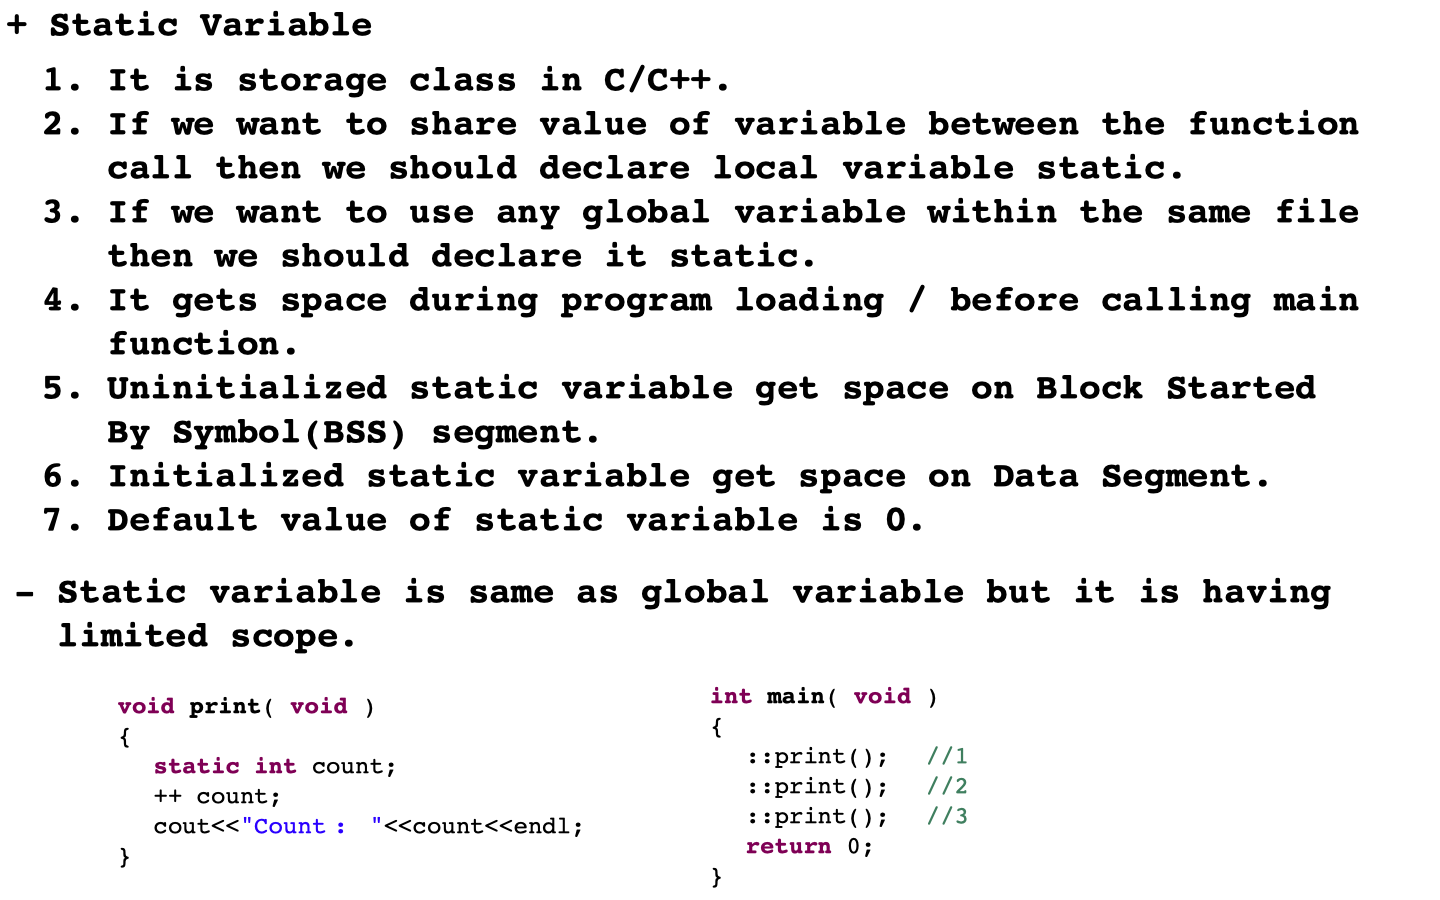 + Static Variable
1. It is storage class in C/C++.
2. If we want to share value of variable between the function
call then we should declare local variable static.
3. If we want to use any global variable within the same file
then we should declare it static.
4. It gets space during program loading / before calling main
function.
5. Uninitialized static variable get space on Block Started
By Symbol(BSS) segment.
6. Initialized static variable get space on Data Segment.
7. Default value of static variable is 0.
- Static variable is same as global variable but it is having
limited scope.
void print( void )
{
static int count;
++ count;
cout<<"Count : "<<count<<endl;
}
int main( void )
{
::print(); //1
::print(); //2
::print(); //3
return 0;
}